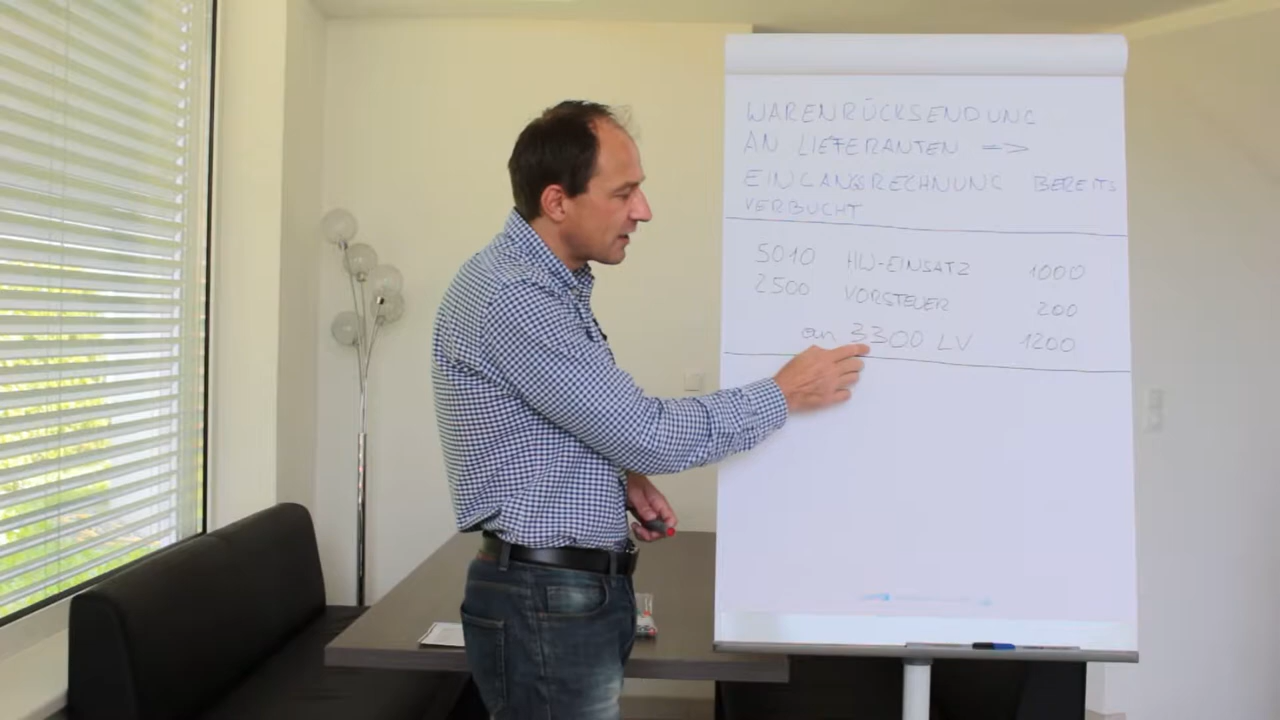 WARENRÜCKSENDUNG
AN LIEFERANTEN =>
EINGANGSRECHNUNG BEREITS
VERBUCHT
5010 HW-EINSATZ 1000
2500 VORSTEUER 200
an 3300 LV 1200